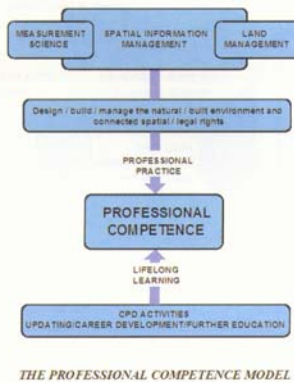 MEASUREMENT
SCIENCE
SPATIAL INFORMATION
MANAGEMENT
LAND
MANAGEMENT
Design / build / manage the natural / built environment and
connected spatial / legal rights
PROFESSIONAL
PRACTICE
PROFESSIONAL
COMPETENCE
LIFELONG
LEARNING
CPD ACTIVITIES
UPDATING/CAREER DEVELOPMENT/FURTHER EDUCATION
THE PROFESSIONAL COMPETENCE MODEL